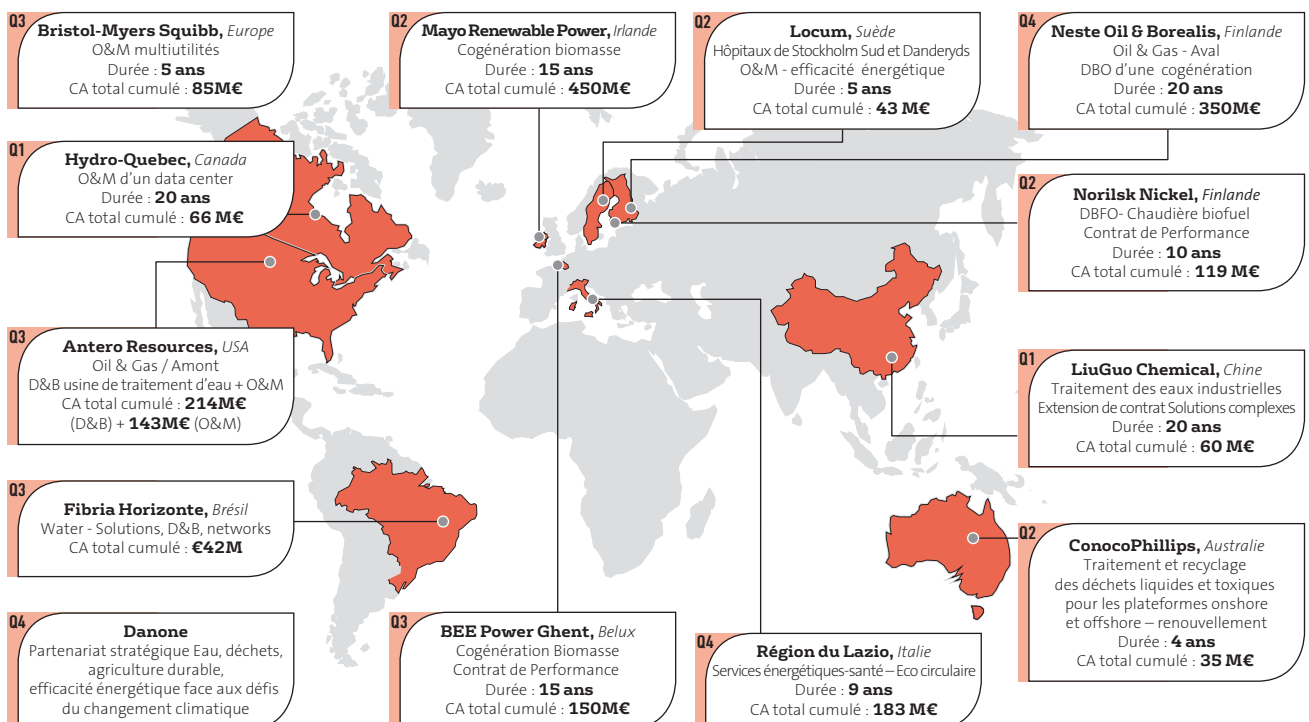 Q3
Bristol-Myers Squibb, Europe
O&M multiutilités
Durée : 5 ans
CA total cumulé : 85M€
Q2
Mayo Renewable Power, Irlande
Cogénération biomasse
Durée : 15 ans
CA total cumulé : 450M€
Q2
Locum, Suède
Hôpitaux de Stockholm Sud et Danderyds
O&M - efficacité énergétique
Durée : 5 ans
CA total cumulé : 43 M€
Q4
Neste Oil & Borealis, Finlande
Oil & Gas - Aval
DBO d'une cogénération
Durée : 20 ans
CA total cumulé : 350M€
Q1
Hydro-Quebec, Canada
O&M d'un data center
Durée : 20 ans
CA total cumulé : 66 M€
Q2
Norilsk Nickel, Finlande
DBFO- Chaudière biofuel
Contrat de Performance
Durée : 10 ans
CA total cumulé : 119 M€
Q3
Antero Resources, USA
Oil & Gas / Amont
D&B usine de traitement d'eau + O&M
CA total cumulé : 214M€
(D&B) + 143M€ (O&M)
Q1
LiuGuo Chemical, Chine
Traitement des eaux industrielles
Extension de contrat Solutions complexes
Durée : 20 ans
CA total cumulé : 60 M€
Q3
Fibria Horizonte, Brésil
Water - Solutions, D&B, networks
CA total cumulé : €42M
Q2
ConocoPhillips, Australie
Traitement et recyclage
des déchets liquides et toxiques
pour les plateformes onshore
et offshore – renouvellement
Durée : 4 ans
CA total cumulé : 35 M€
Q4
Danone
Partenariat stratégique Eau, déchets,
agriculture durable,
efficacité énergétique face aux défis
du changement climatique
Q3
BEE Power Ghent, Belux
Cogénération Biomasse
Contrat de Performance
Durée : 15 ans
CA total cumulé : 150M€
Q4
Région du Lazio, Italie
Services énergétiques-santé – Eco circulaire
Durée : 9 ans
CA total cumulé : 183 M€